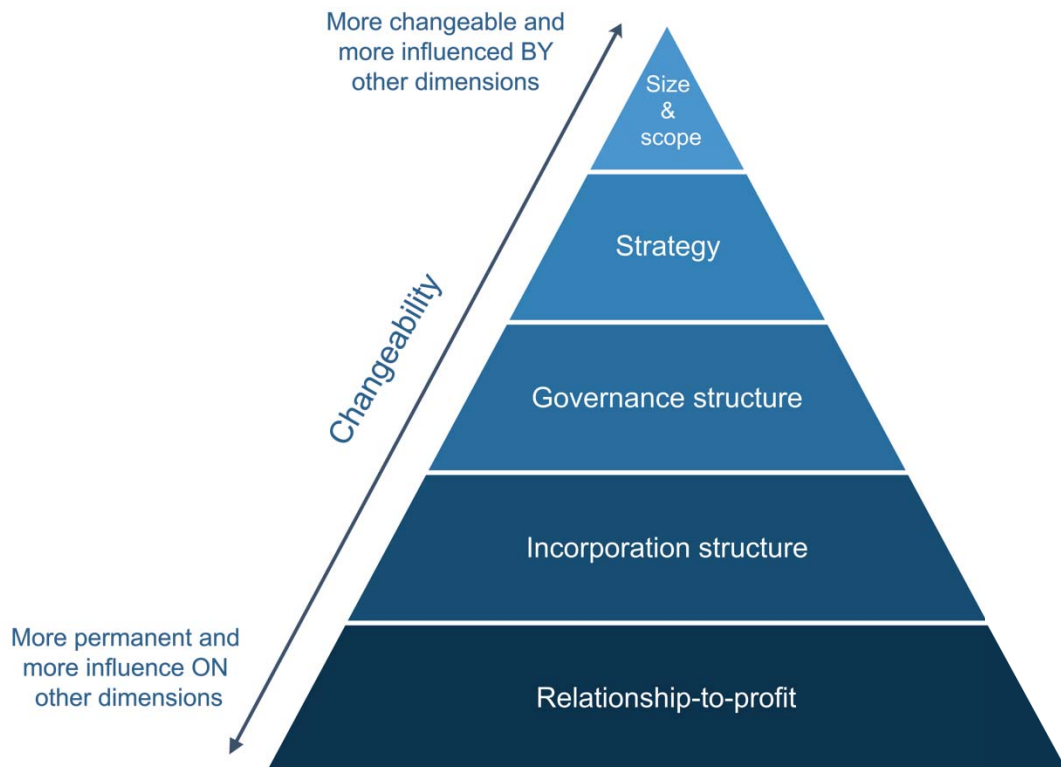 More changeable and
more influenced BY
other dimensions
Size
&
scope
Strategy
Changeability
Governance structure
Incorporation structure
More permanent and
more influence ON
other dimensions
Relationship-to-profit